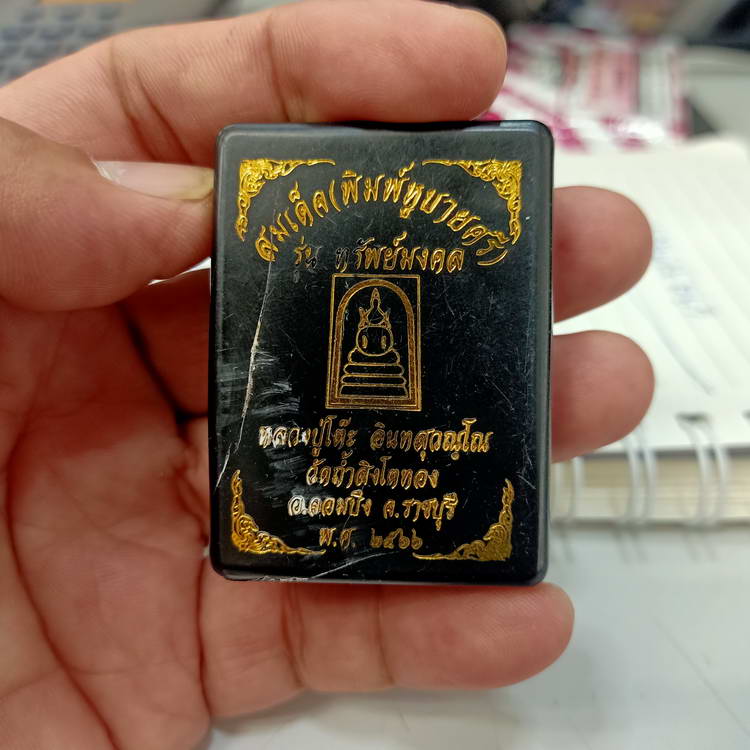 สมเด็จ(พิมพ์หูบายศรี)
รุ่น ทรัพย์มงคล
หลวงปู่โต๊ะ อินทสุวณฺโณ
วัดถ้ำสิงโตทอง
อ.จอมบึง จ.ราชบุรี
พ.ศ. ๒๕๖๖